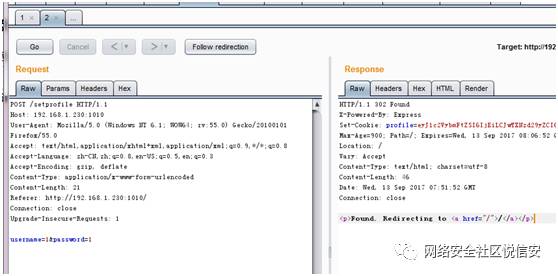 1 × 2 × ...
Go Cancel < > Follow redirection Target: http://192
Request
Response
Raw Params Headers Hex
Raw Headers Hex HTML Render
POST /setprofile HTTP/1.1
Host: 192.168.1.230:1010
User-Agent: Mozilla/5.0 (Windows NT 6.1; WOW64; rv:55.0) Gecko/20100101
Firefox/55.0
Accept: text/html,application/xhtml+xml,application/xml;q=0.9,*/*;q=0.8
Accept-Language: zh-CN,zh;q=0.8,en-US;q=0.5,en;q=0.3
Accept-Encoding: gzip, deflate
Content-Type: application/x-www-form-urlencoded
Content-Length: 21
Referer: http://192.168.1.230:1010/
Connection: close
Upgrade-Insecure-Requests: 1
username=1&password=1
HTTP/1.1 302 Found
X-Powered-By: Express
Set-Cookie:
Max-Age=900; Path=/; Expires=Wed, 13 Sep 2017 08:06:52 G
Location: /
Vary: Accept
Content-Type: text/html; charset=utf-8
Content-Length: 46
Date: Wed, 13 Sep 2017 07:51:52 GMT
Connection: close
<p>Found. Redirecting to <a href="/">/</a></p>
网络安全社区悦信安